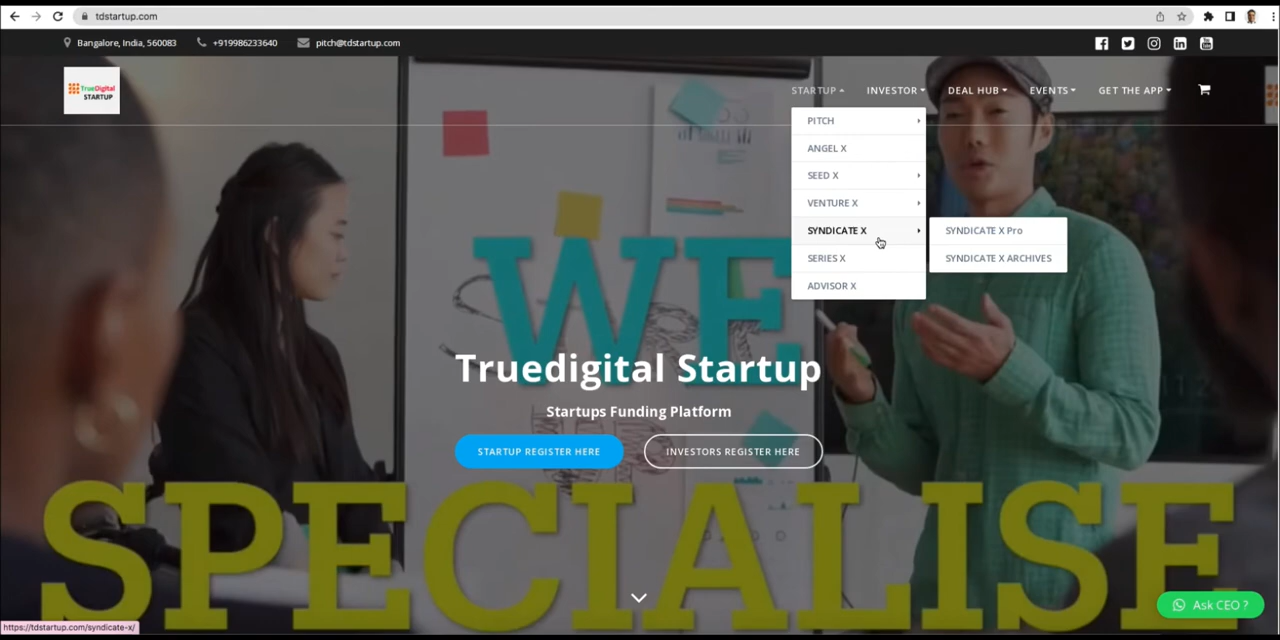 tdstartup.com
Bangalore, India, 560083 +919986233640 pitch@tdstartup.com
TrueDigital
STARTUP
STARTUP INVESTOR DEAL HUB EVENTS GET THE APP
PITCH
ANGEL X
SEED X
VENTURE X
SYNDICATE X SYNDICATE X Pro
SERIES X SYNDICATE X ARCHIVES
ADVISOR X
WE
Truedigital Startup
Startups Funding Platform
STARTUP REGISTER HERE INVESTORS REGISTER HERE
SPECIALISE
Ask CEO ?
https://tdstartup.com/syndicate-x/